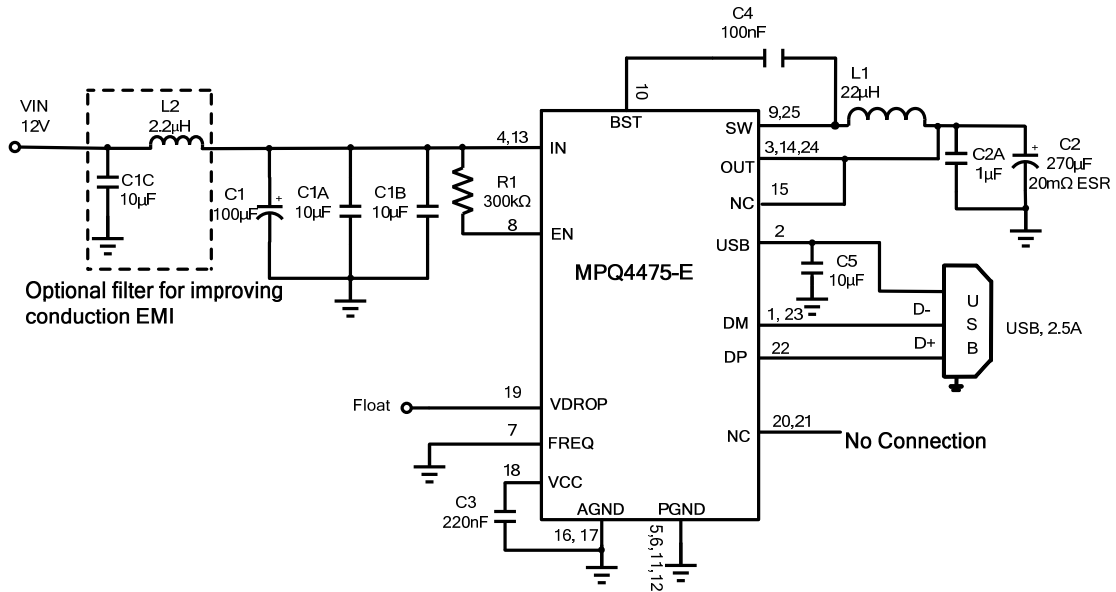 C4
100nF
VIN
12V
L2
2.2µH
10
BST
L1
22µH
9,25
SW
4,13
IN
3,14,24
OUT
C1C
10µF
C1
100µF
+
C1A
10µF
C1B
10µF
R1
300kΩ
C2A
1µF
+
C2
270µF
20mΩ ESR
15
NC
8
EN
2
USB
MPQ4475-E
C5
10µF
Optional filter for improving
conduction EMI
DM
1, 23
D-
USB
USB, 2.5A
DP
22
D+
Float
19
VDROP
7
FREQ
20,21
NC
No Connection
18
VCC
C3
220nF
AGND
PGND
16, 17
5,6,11,12